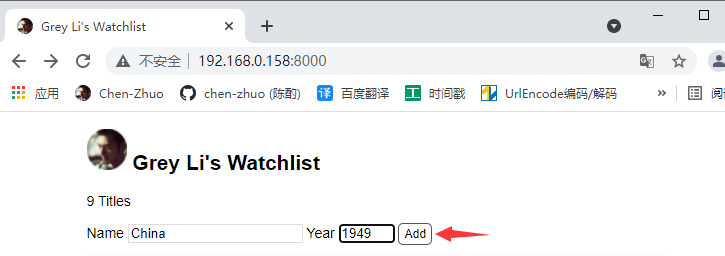 Grey Li's Watchlist
不安全 192.168.0.158:8000
应用 Chen-Zhuo chen-zhuo (陈酌) 译 百度翻译 工 时间戳 UrlEncode编码/解码 »
Grey Li's Watchlist
9 Titles
Name China Year 1949 Add